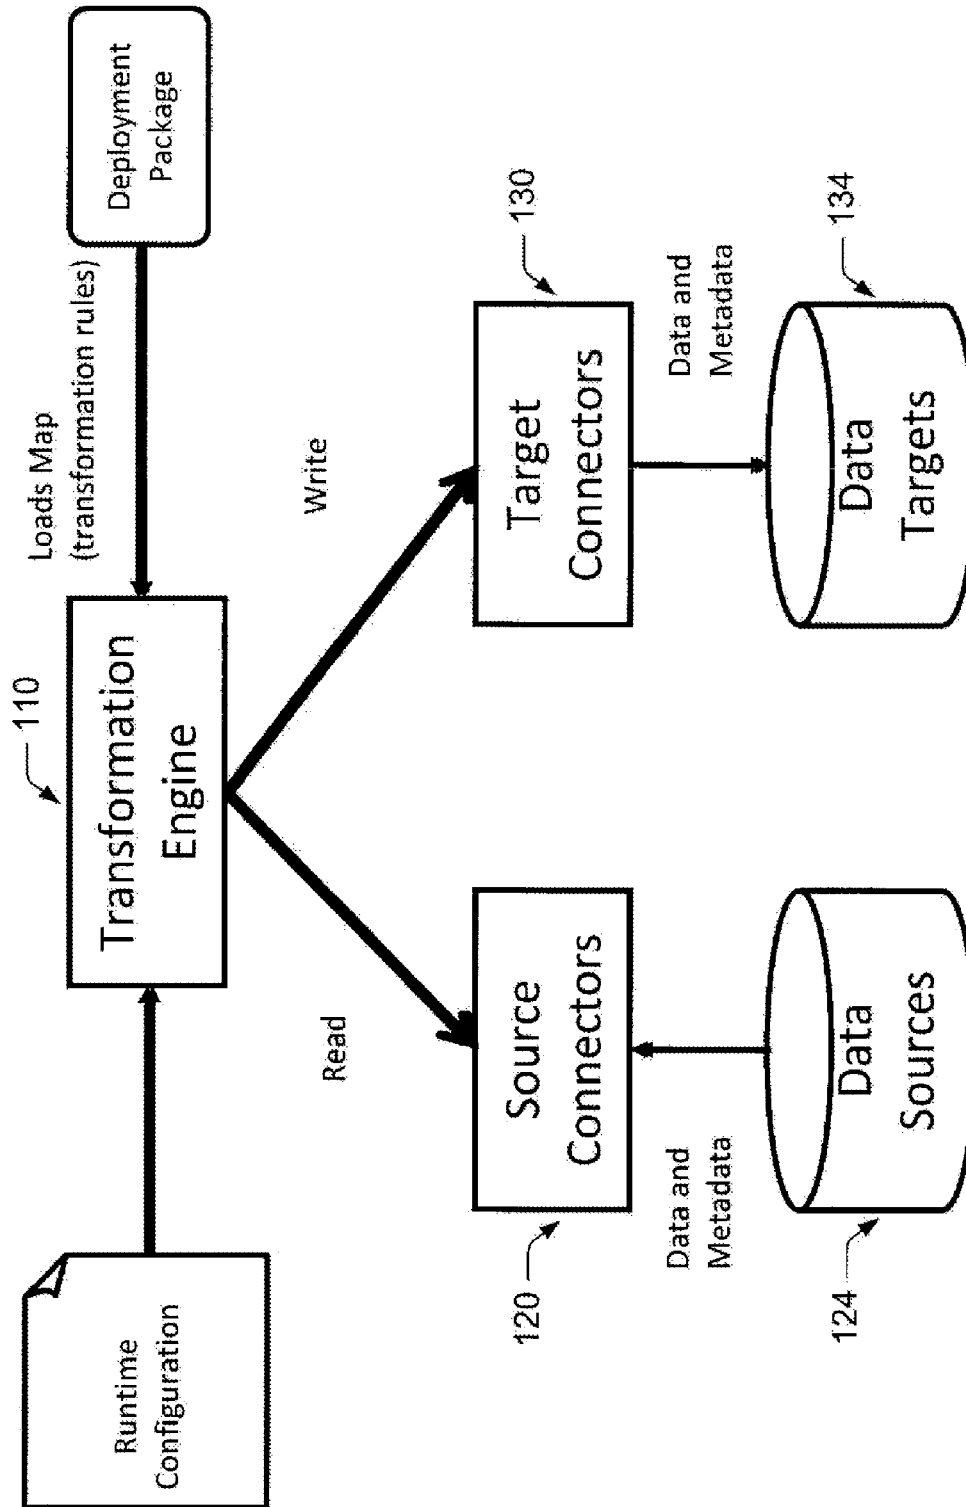 110
Runtime
Configuration
Transformation
Engine
Loads Map
(transformation rules)
Deployment
Package
Read
Write
120
Source
Connectors
Target
Connectors
130
Data and
Metadata
Data and
Metadata
124
Data
Sources
Data
Targets
134